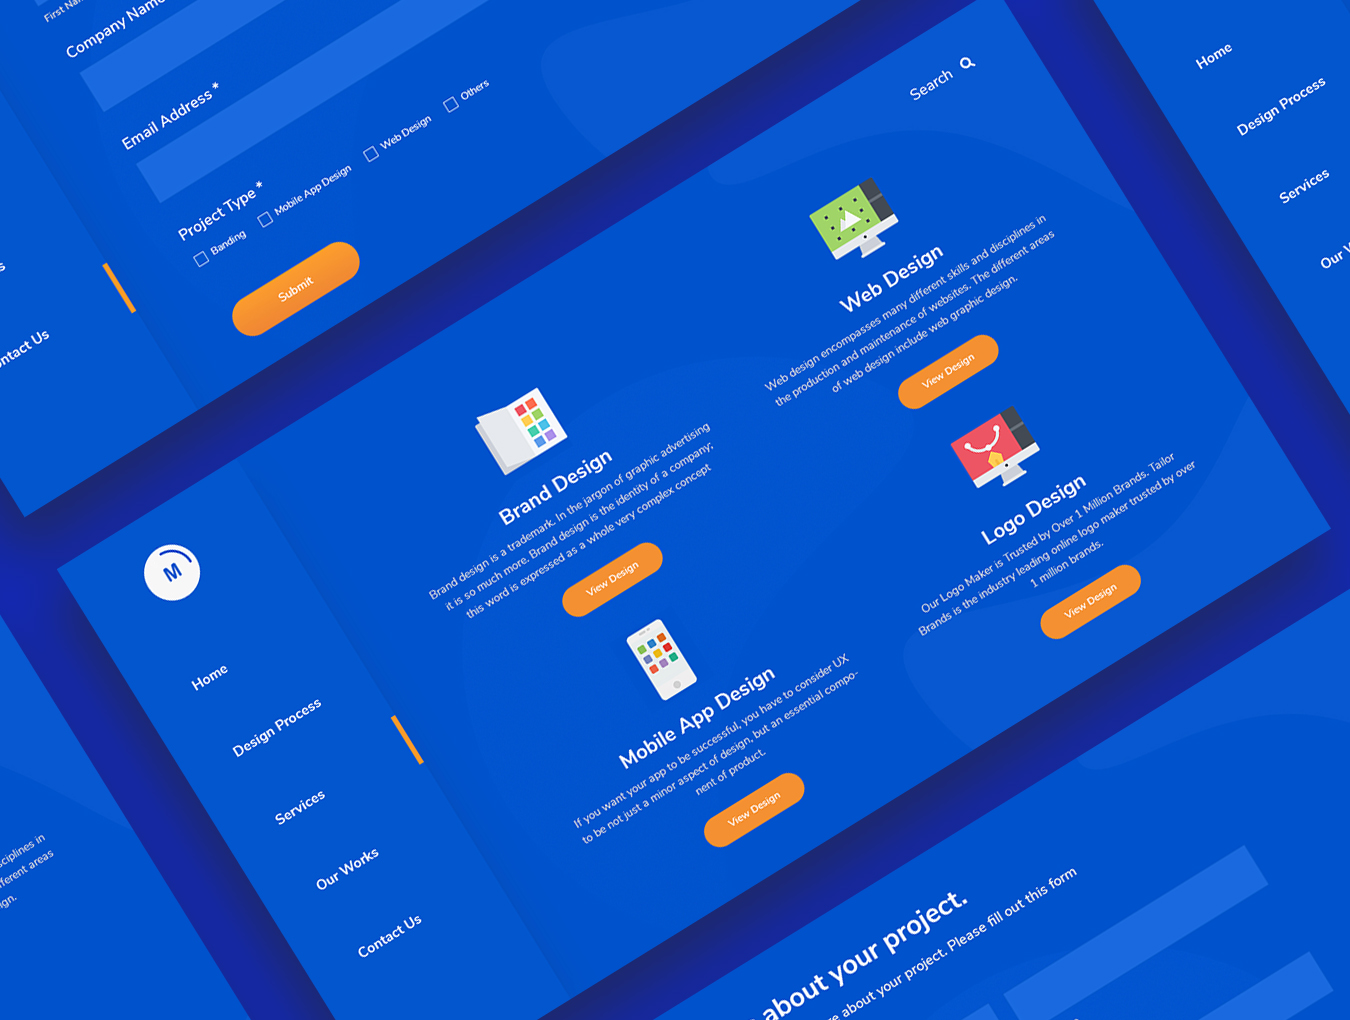 First Na
Company Name
Email Address *
Project Type *
Banding
Mobile App Design
Web Design
Others
Submit
ntact Us
Search
Home
Design Process
Services
Our
Web Design
Web design encompasses many different skills and disciplines in
the production and maintenance of websites. The different areas
of web design include web graphic design.
View Design
Brand Design
Brand design is a trademark. In the jargon of graphic advertising
it is so much more. Brand design is the identity of a company;
this word is expressed as a whole very complex concept
View Design
Logo Design
Our Logo Maker is Trusted by Over 1 Million Brands. Tailor
Brands is the industry leading online logo maker trusted by over
1 million brands.
View Design
Mobile App Design
If you want your app to be successful, you have to consider UX
to be not just a minor aspect of design, but an essential compo-
nent of product.
View Design
M
Home
Design Process
Services
Our Works
Contact Us
sciplines in
ferent areas
ign.
about your project.
re about your project. Please fill out this form